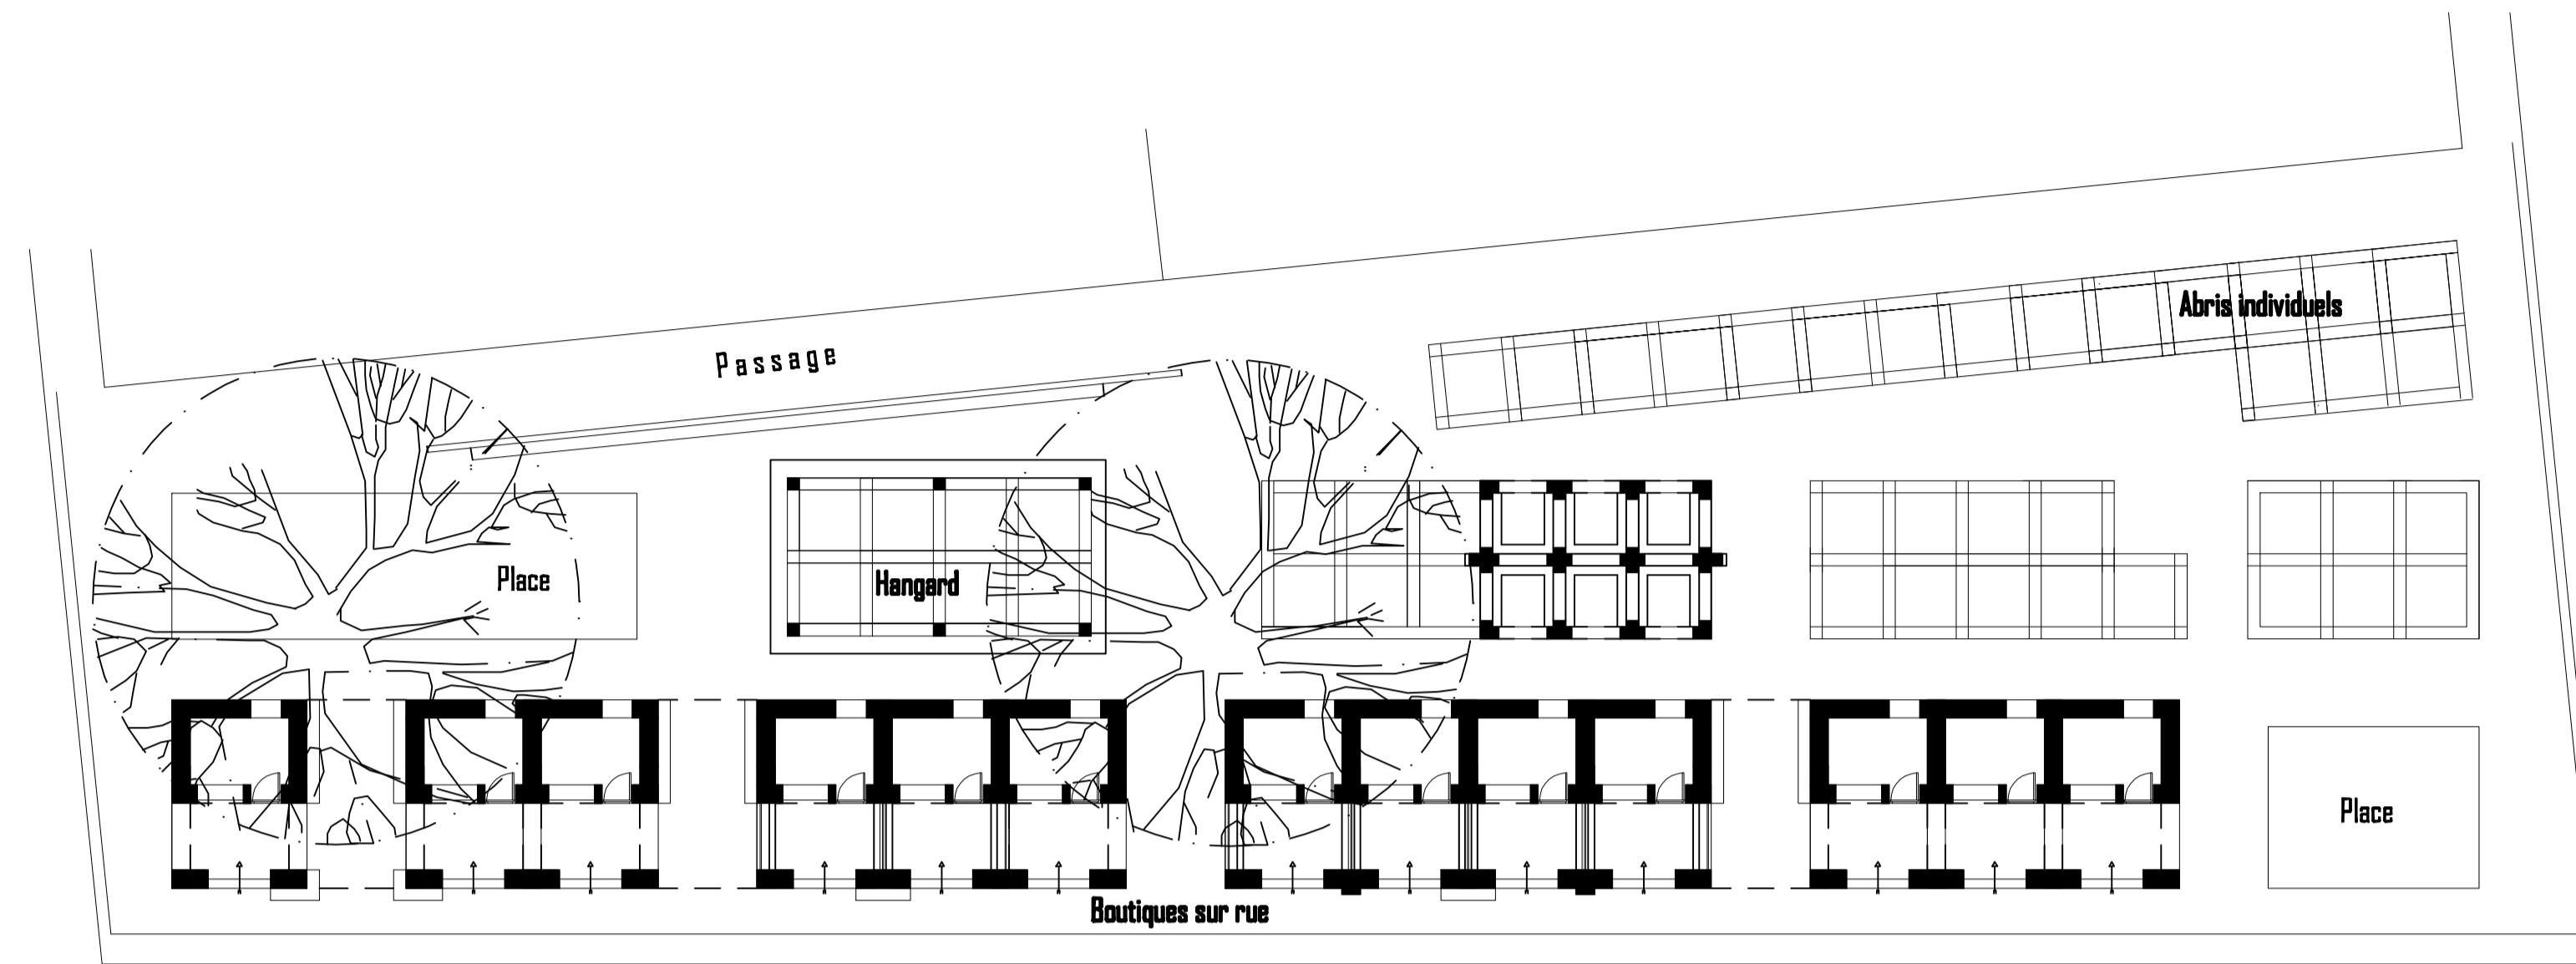 Abris individuels
Passage
Place
Hangard
Place
Boutiques sur rue